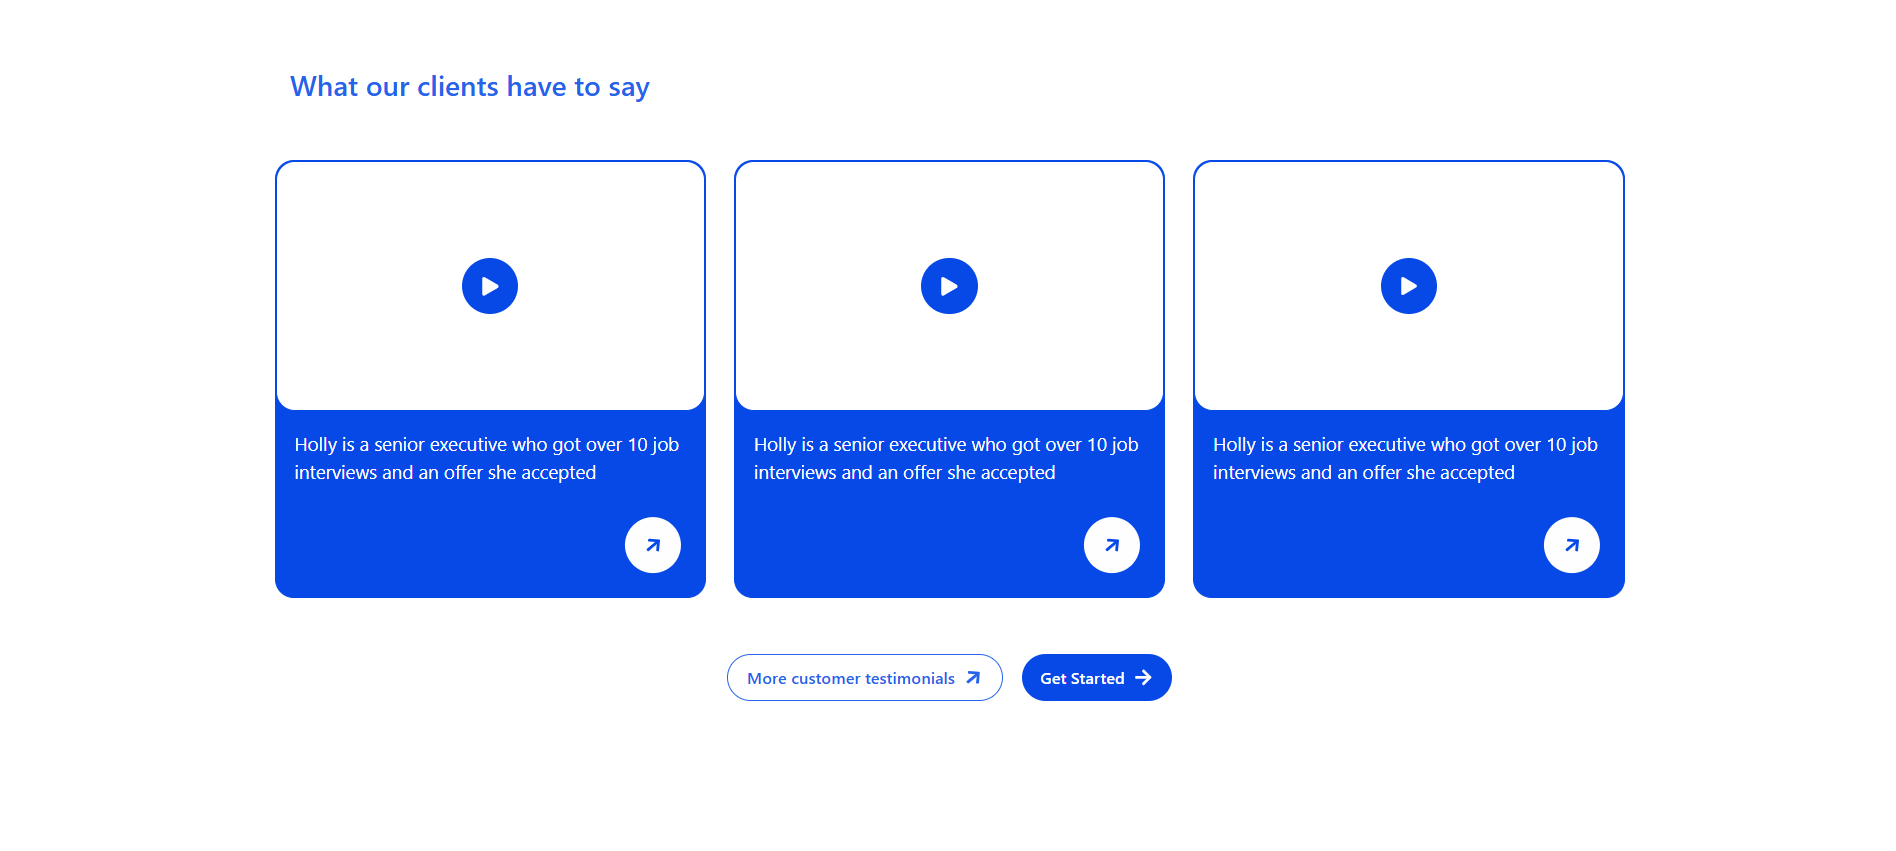 What our clients have to say
Holly is a senior executive who got over 10 job
interviews and an offer she accepted
Holly is a senior executive who got over 10 job
interviews and an offer she accepted
Holly is a senior executive who got over 10 job
interviews and an offer she accepted
More customer testimonials
Get Started